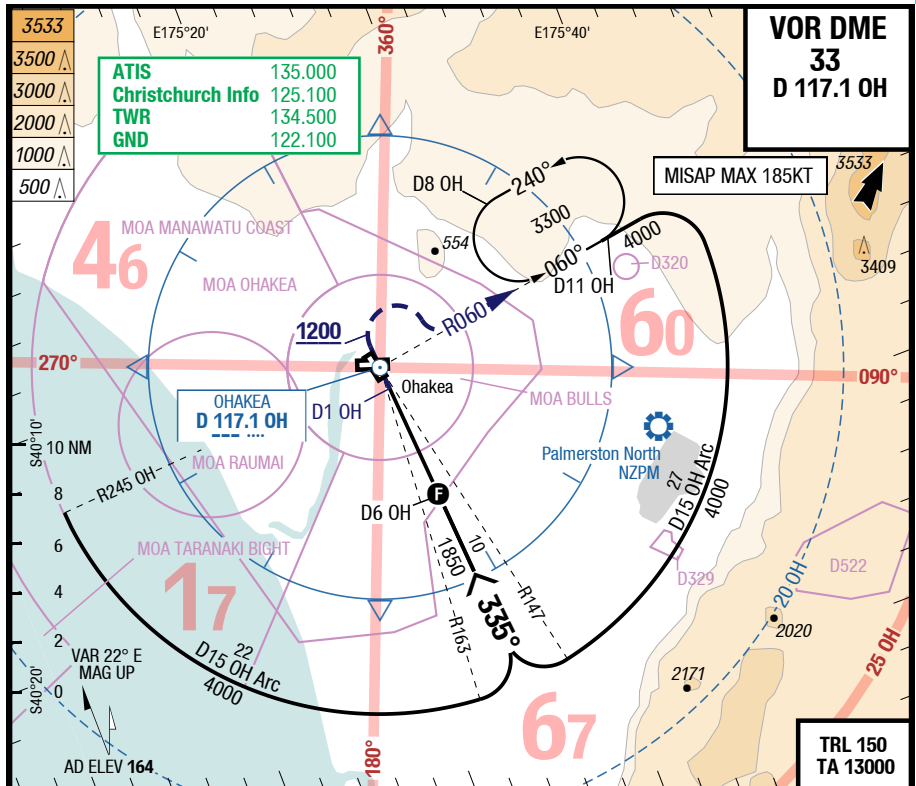 3533
3500
3000
2000
1000
500
E175°20'
360°
E175°40'
VOR DME
33
D 117.1 OH
ATIS 135.000
Christchurch Info 125.100
TWR 134.500
GND 122.100
MISAP MAX 185KT
3533
3409
D8 OH
240°
3300
060°
4000
D11 OH
D320
MOA MANAWATU COAST
46
MOA OHAKEA
554
R060
60
1200
270°
090°
Ohakea
D1 OH
MOA BULLS
OHAKEA
D 117.1 OH
S40°10'
10 NM
8
6
4
2
0
S40°20'
MOA RAUMAI
R245 OH
Palmerston North
NZPM
27
D15 OH Arc
4000
D6 OH
F
10
1850
MOA TARANAKI BIGHT
17
335°
R147
R163
D329
D522
20 OH
2020
2171
25 OH
22
D15 OH Arc
4000
67
VAR 22° E
MAG UP
AD ELEV 164
180°
TRL 150
TA 13000